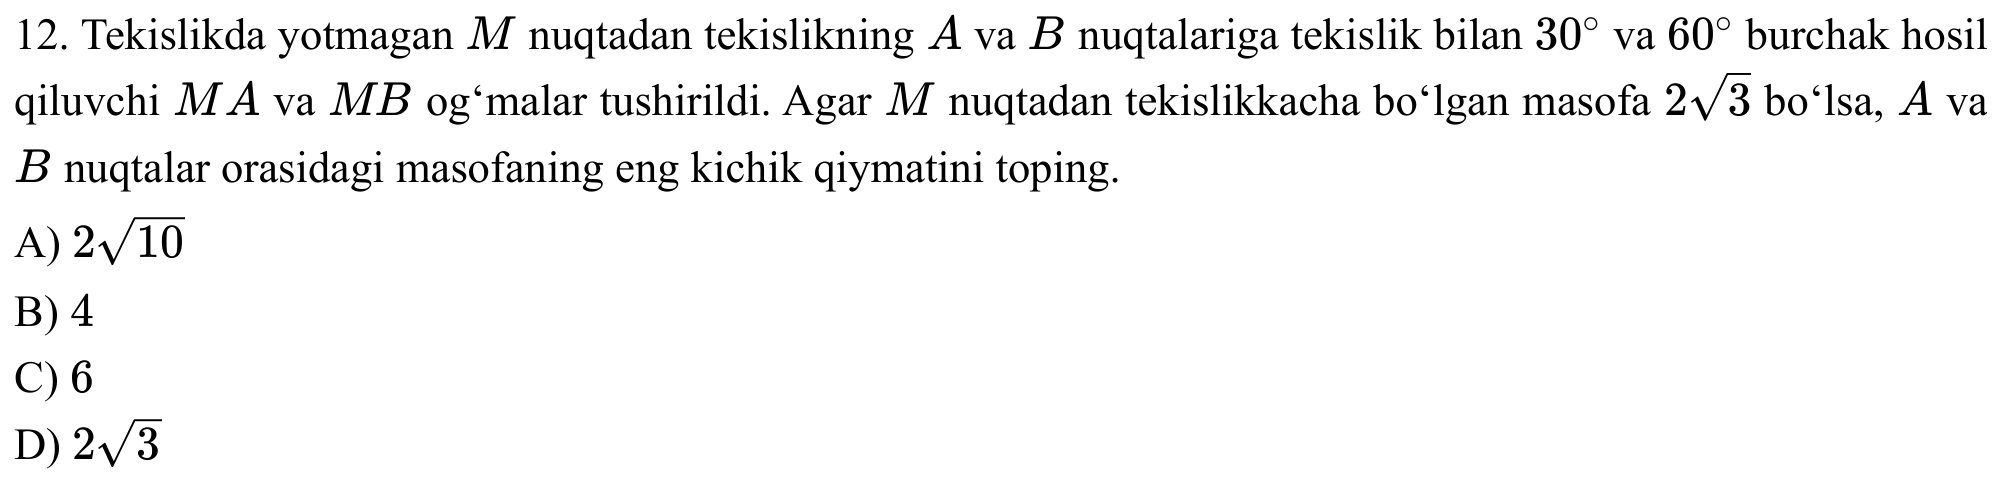 12. Tekislikda yotmagan M nuqtadan tekislikning A va B nuqtalariga tekislik bilan 30° va 60° burchak hosil
qiluvchi MA va MB og‘malar tushirildi. Agar M nuqtadan tekislikkacha bo‘lgan masofa 2√3 bo‘lsa, A va
B nuqtalar orasidagi masofaning eng kichik qiymatini toping.
A) 2√10
B) 4
C) 6
D) 2√3